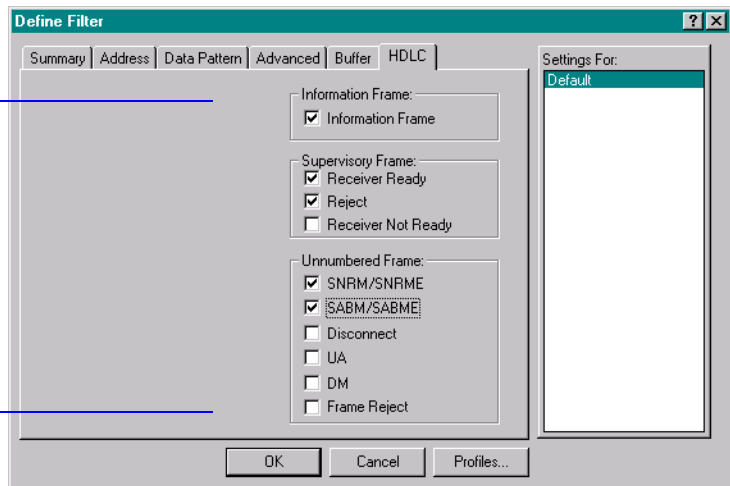 Define Filter
Summary Address Data Pattern Advanced Buffer HDLC
Settings For:
Default
Information Frame:
Information Frame
Supervisory Frame:
Receiver Ready
Reject
Receiver Not Ready
Unnumbered Frame:
SNRM/SNRME
SABM/SABME
Disconnect
UA
DM
Frame Reject
OK Cancel Profiles...